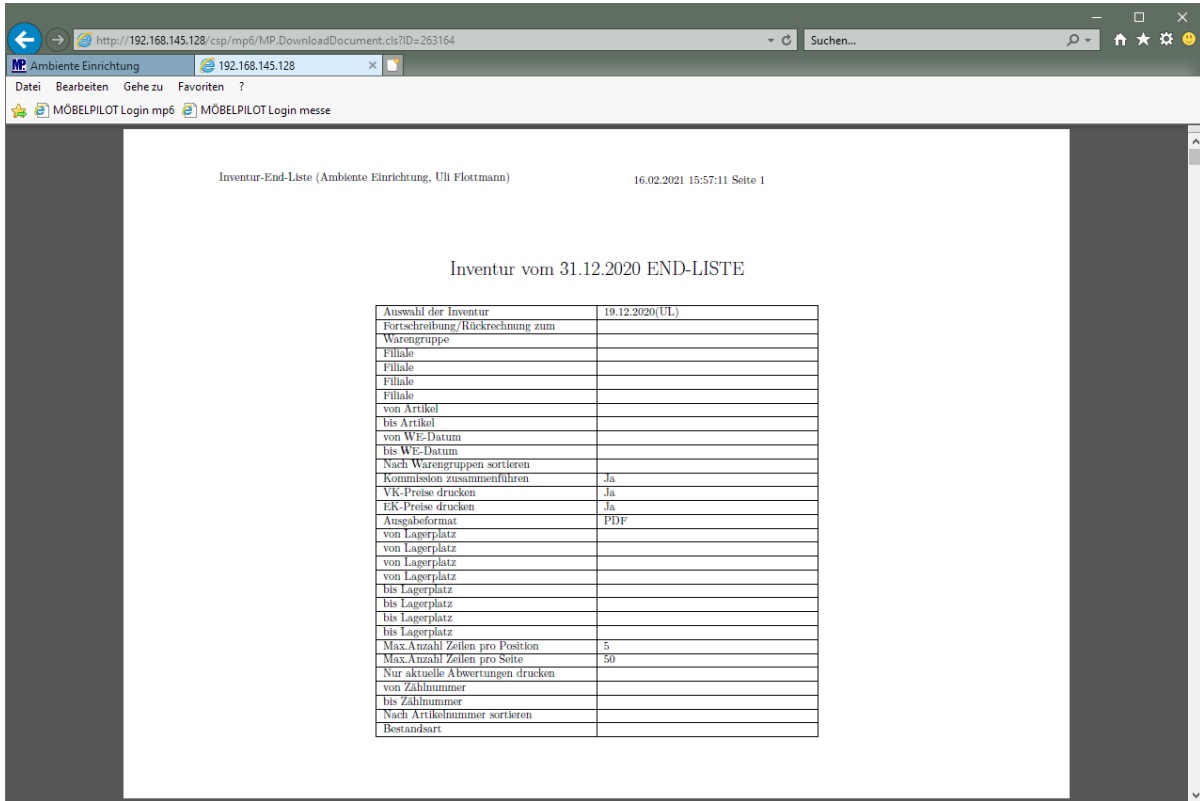 http://192.168.145.128/csp/mp6/MP.DownloadDocument.cls?ID=263164
Suchen...
MP Ambiente Einrichtung
192.168.145.128
Datei Bearbeiten Gehe zu Favoriten ?
MÖBELPILOT Login mp6 MÖBELPILOT Login messe
Inventur-End-Liste (Ambiente Einrichtung, Uli Flottmann) 16.02.2021 15:57:11 Seite 1
Inventur vom 31.12.2020 END-LISTE
Auswahl der Inventur 19.12.2020(UL)
Fortschreibung/Rückrechnung zum
Warengruppe
Filiale
Filiale
Filiale
Filiale
von Artikel
bis Artikel
von WE-Datum
bis WE-Datum
Nach Warengruppen sortieren
Kommission zusammenführen Ja
VK-Preise drucken Ja
EK-Preise drucken Ja
Ausgabeformat PDF
von Lagerplatz
von Lagerplatz
von Lagerplatz
von Lagerplatz
bis Lagerplatz
bis Lagerplatz
bis Lagerplatz
bis Lagerplatz
Max.Anzahl Zeilen pro Position 5
Max.Anzahl Zeilen pro Seite 50
Nur aktuelle Abwertungen drucken
von Zählnummer
bis Zählnummer
Nach Artikelnummer sortieren
Bestandsart